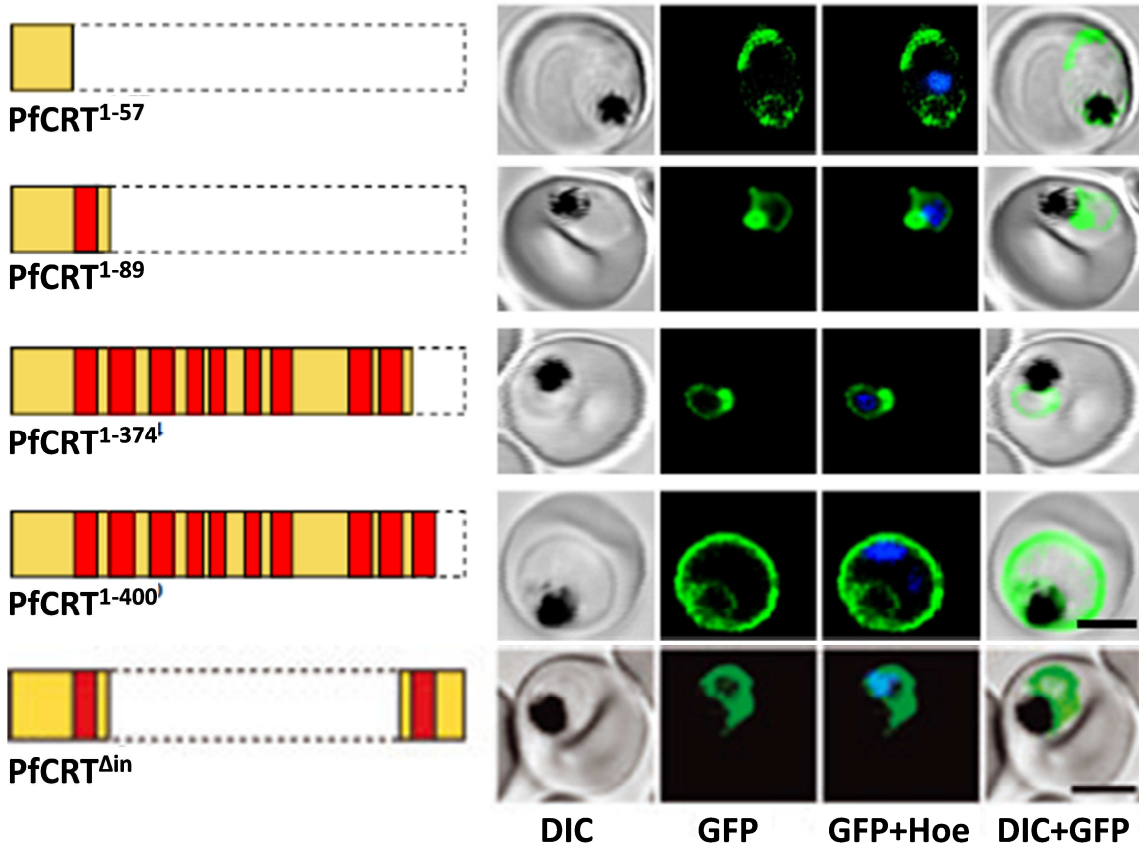 PfCRT1-57
PfCRT1-89
PfCRT1-374
PfCRT1-400
PfCRTΔin
DIC GFP GFP+Hoe DIC+GFP